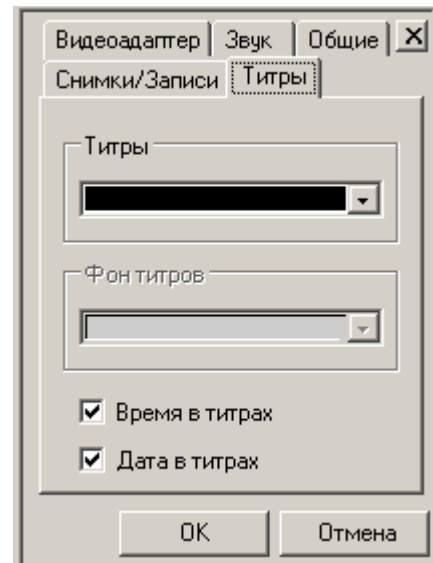 Видеоадаптер Звук Общие
Снимки/Записи Титры
Титры
Фон титров
Время в титрах
Дата в титрах
OK Отмена